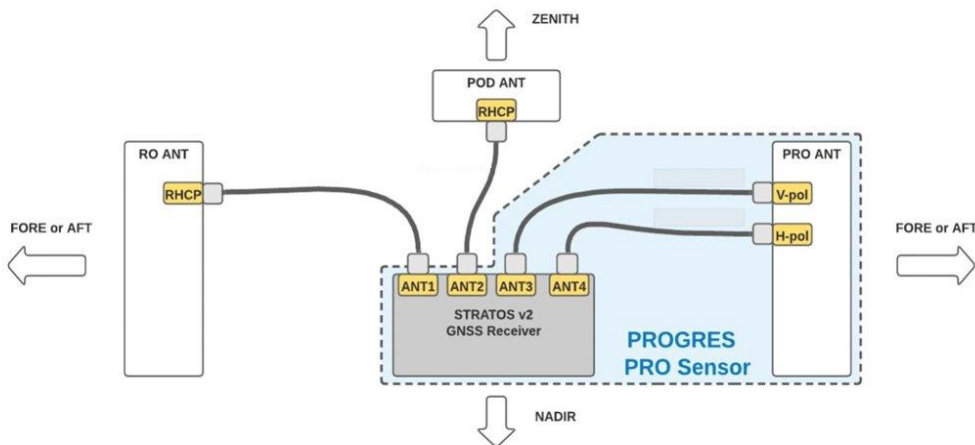 ZENITH
POD ANT
RHCP
RO ANT
RHCP
PRO ANT
V-pol
H-pol
FORE or AFT
FORE or AFT
ANT1
ANT2
ANT3
ANT4
STRATOS v2
GNSS Receiver
PROGRES
PRO Sensor
NADIR